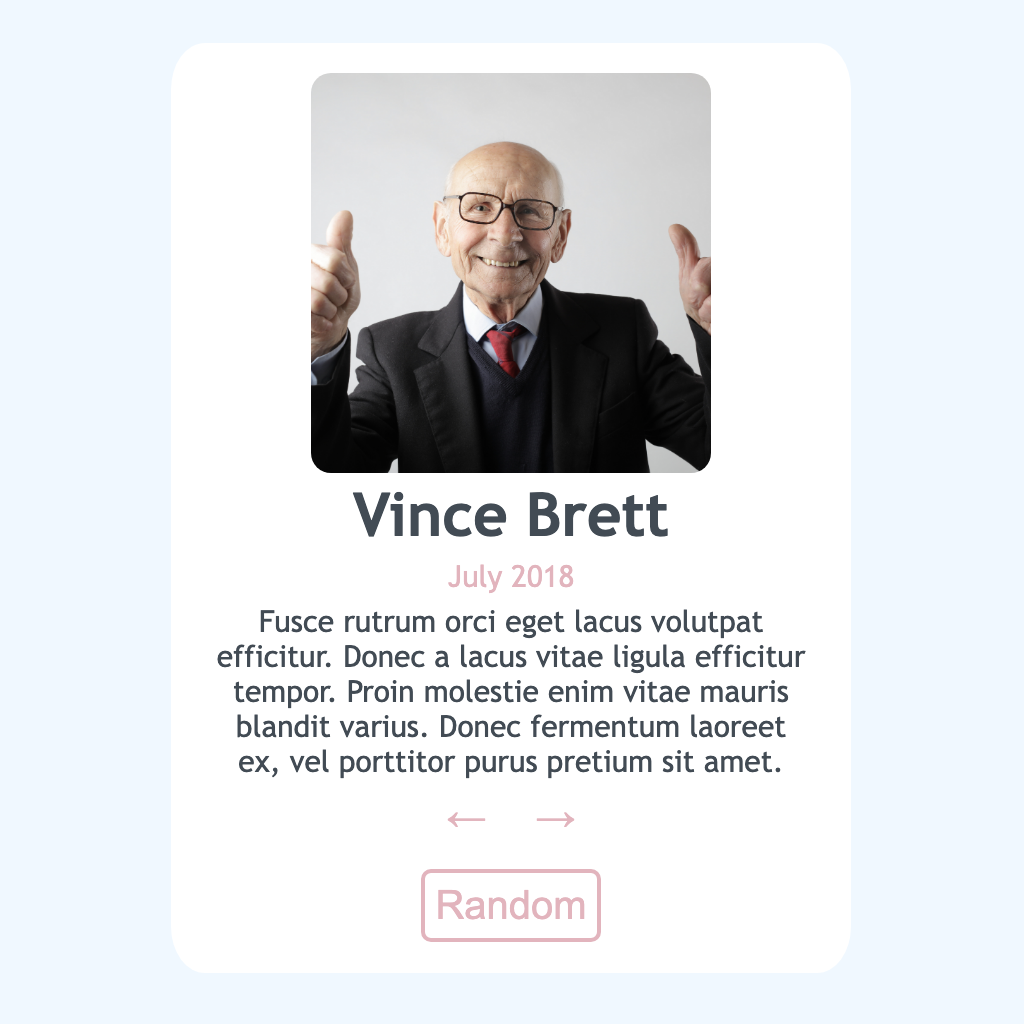 Vince Brett
July 2018
Fusce rutrum orci eget lacus volutpat
efficitur. Donec a lacus vitae ligula efficitur
tempor. Proin molestie enim vitae mauris
blandit varius. Donec fermentum laoreet
ex, vel porttitor purus pretium sit amet.
← →
Random